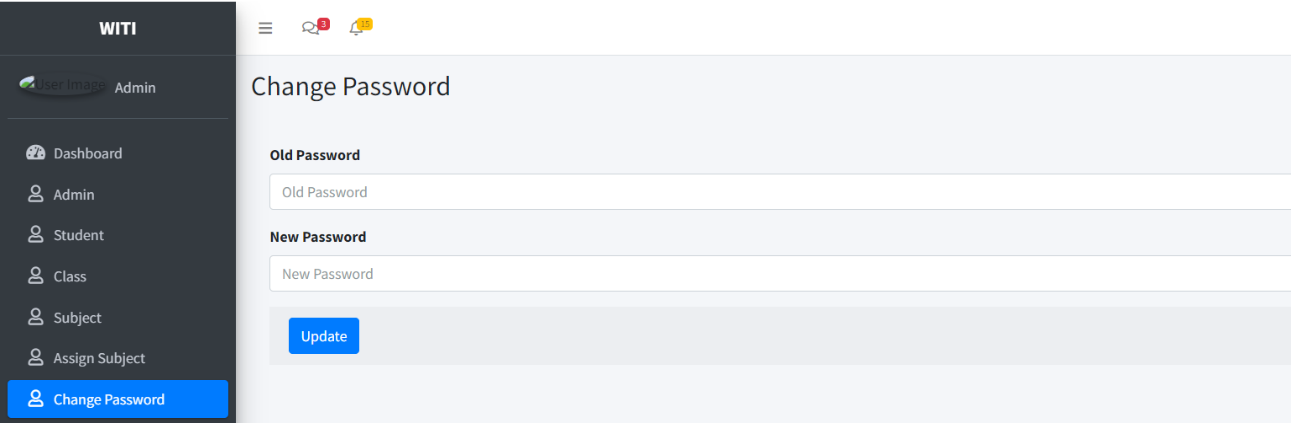 WITI
3
15
User Image
Admin
Change Password
Dashboard
Admin
Student
Class
Subject
Assign Subject
Change Password
Old Password
Old Password
New Password
New Password
Update